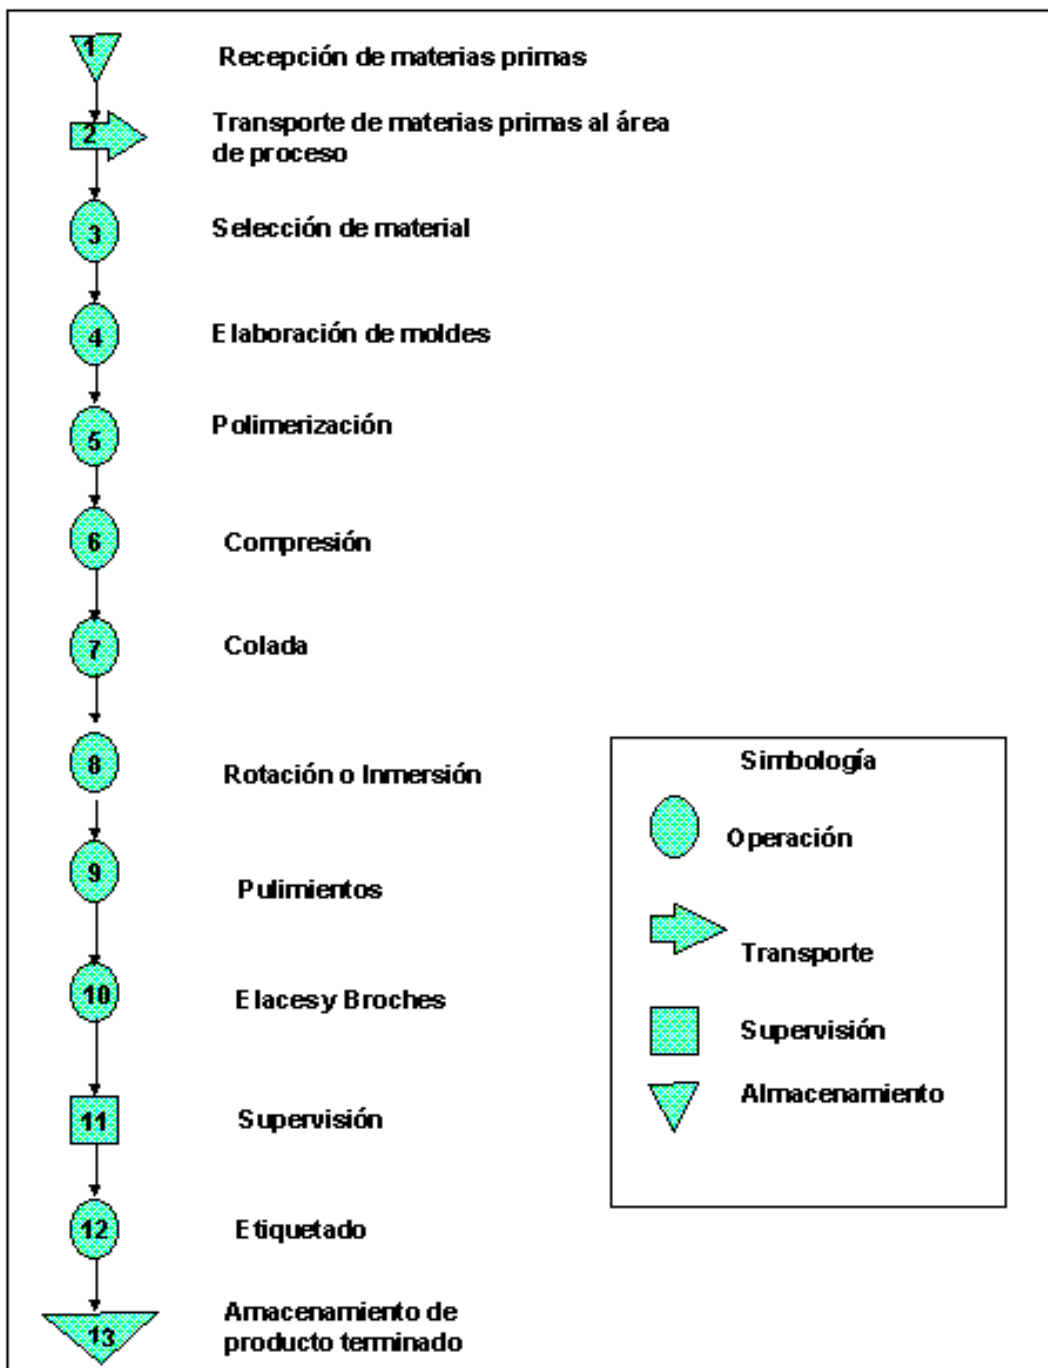 1 Recepción de materias primas
2 Transporte de materias primas al área
de proceso
3 Selección de material
4 Elaboración de moldes
5 Polimerización
6 Compresión
7 Colada
8 Rotación o Inmersión
9 Pulimientos
10 Elaces y Broches
11 Supervisión
12 Etiquetado
13 Armacenamiento de
producto terminado
Simbología
Operación
Transporte
Supervisión
Almacenamiento